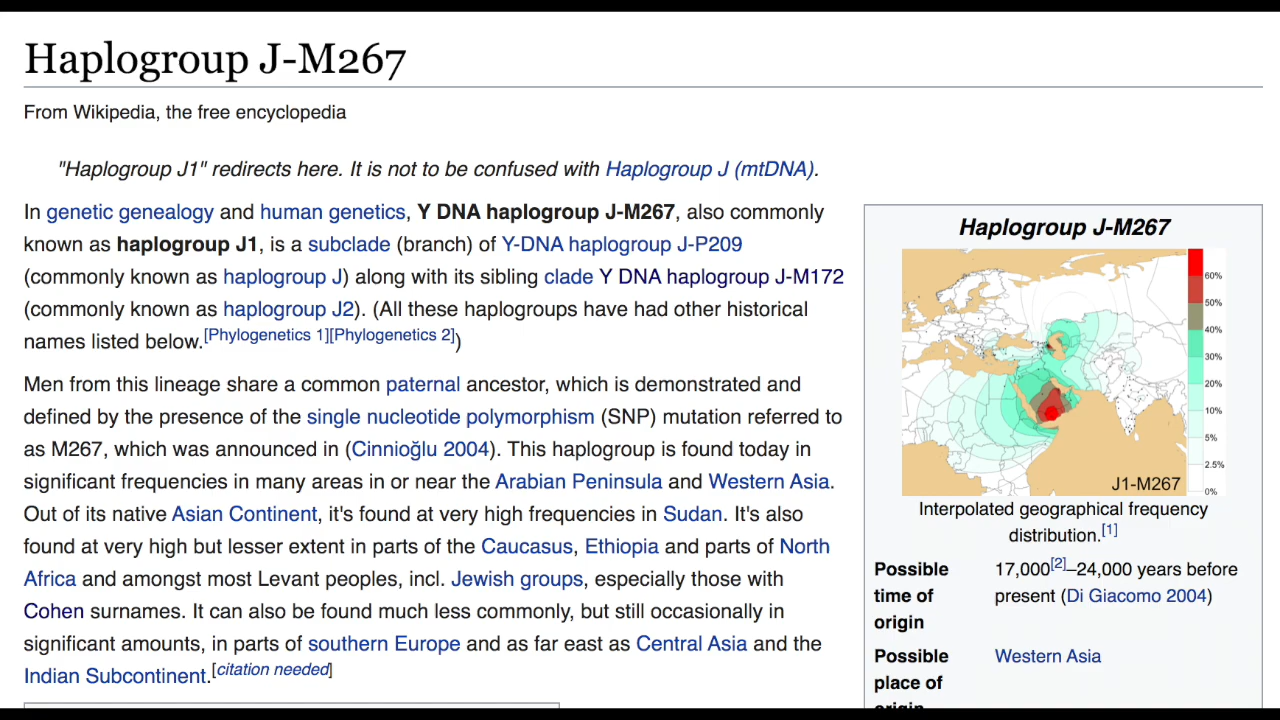 Haplogroup J-M267
From Wikipedia, the free encyclopedia
"Haplogroup J1" redirects here. It is not to be confused with Haplogroup J (mtDNA).
In genetic genealogy and human genetics, Y DNA haplogroup J-M267, also commonly
known as haplogroup J1, is a subclade (branch) of Y-DNA haplogroup J-P209
(commonly known as haplogroup J) along with its sibling clade Y DNA haplogroup J-M172
(commonly known as haplogroup J2). (All these haplogroups have had other historical
names listed below.[Phylogenetics 1][Phylogenetics 2])
Men from this lineage share a common paternal ancestor, which is demonstrated and
defined by the presence of the single nucleotide polymorphism (SNP) mutation referred to
as M267, which was announced in (Cinnioğlu 2004). This haplogroup is found today in
significant frequencies in many areas in or near the Arabian Peninsula and Western Asia.
Out of its native Asian Continent, it's found at very high frequencies in Sudan. It's also
found at very high but lesser extent in parts of the Caucasus, Ethiopia and parts of North
Africa and amongst most Levant peoples, incl. Jewish groups, especially those with
Cohen surnames. It can also be found much less commonly, but still occasionally in
significant amounts, in parts of southern Europe and as far east as Central Asia and the
Indian Subcontinent.[citation needed]
Haplogroup J-M267
60%
50%
40%
30%
20%
10%
5%
2.5%
0%
J1-M267
Interpolated geographical frequency
distribution.[1]
Possible 17,000[2]–24,000 years before
time of present (Di Giacomo 2004)
origin
Possible Western Asia
place of
origin